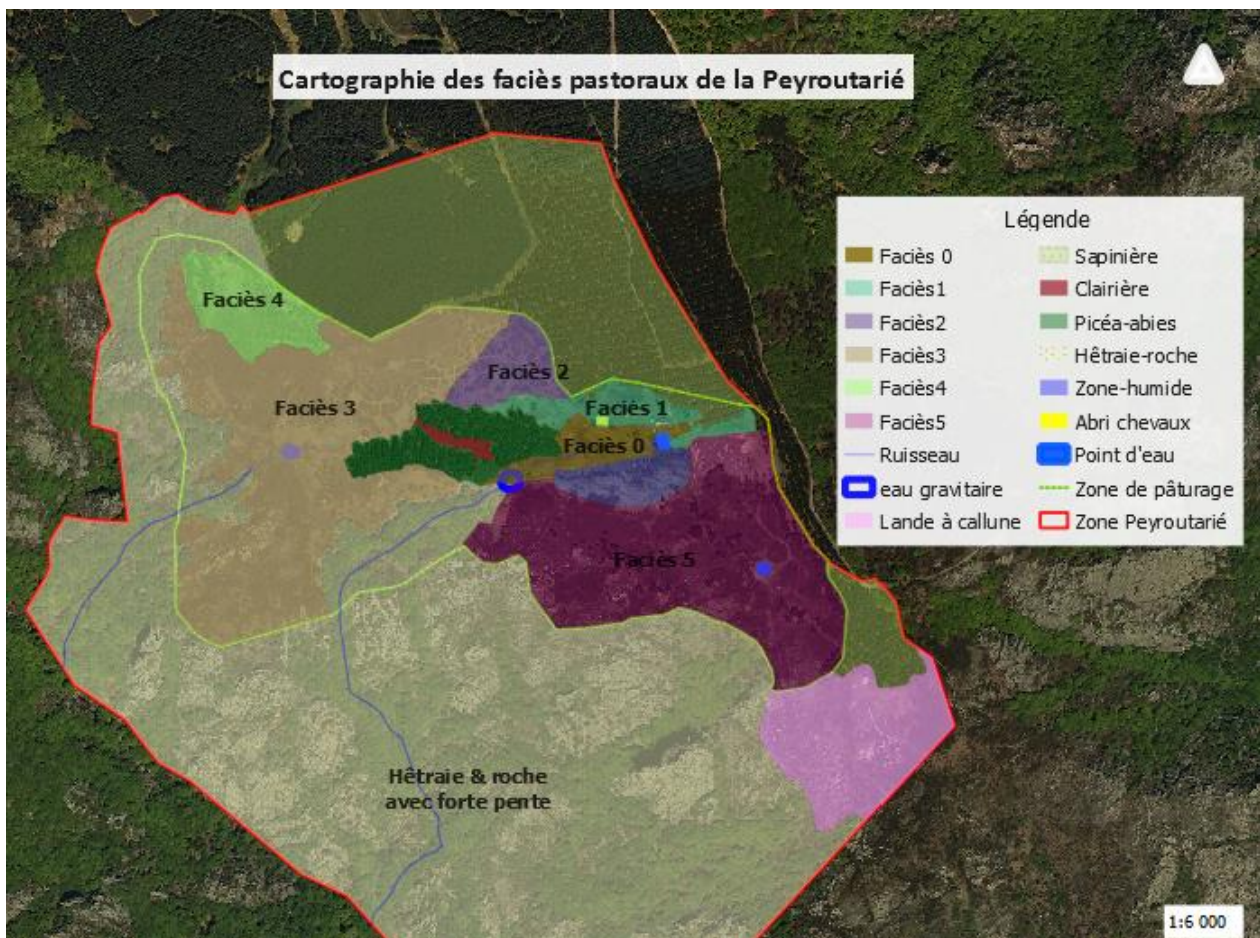 Cartographie des faciès pastoraux de la Peyroutarié
Légende
Faciès 0
Faciès1
Faciès2
Faciès3
Faciès4
Faciès5
Ruisseau
eau gravitaire
Lande à callune
Sapinière
Clairière
Picéa-abies
Hêtraie-roche
Zone-humide
Abri chevaux
Point d'eau
Zone de pâturage
Zone Peyroutarié
Faciès 4
Faciès 2
Faciès 3
Faciès 1
Faciès 0
Faciès 5
Hêtraie & roche
avec forte pente
1:6 000